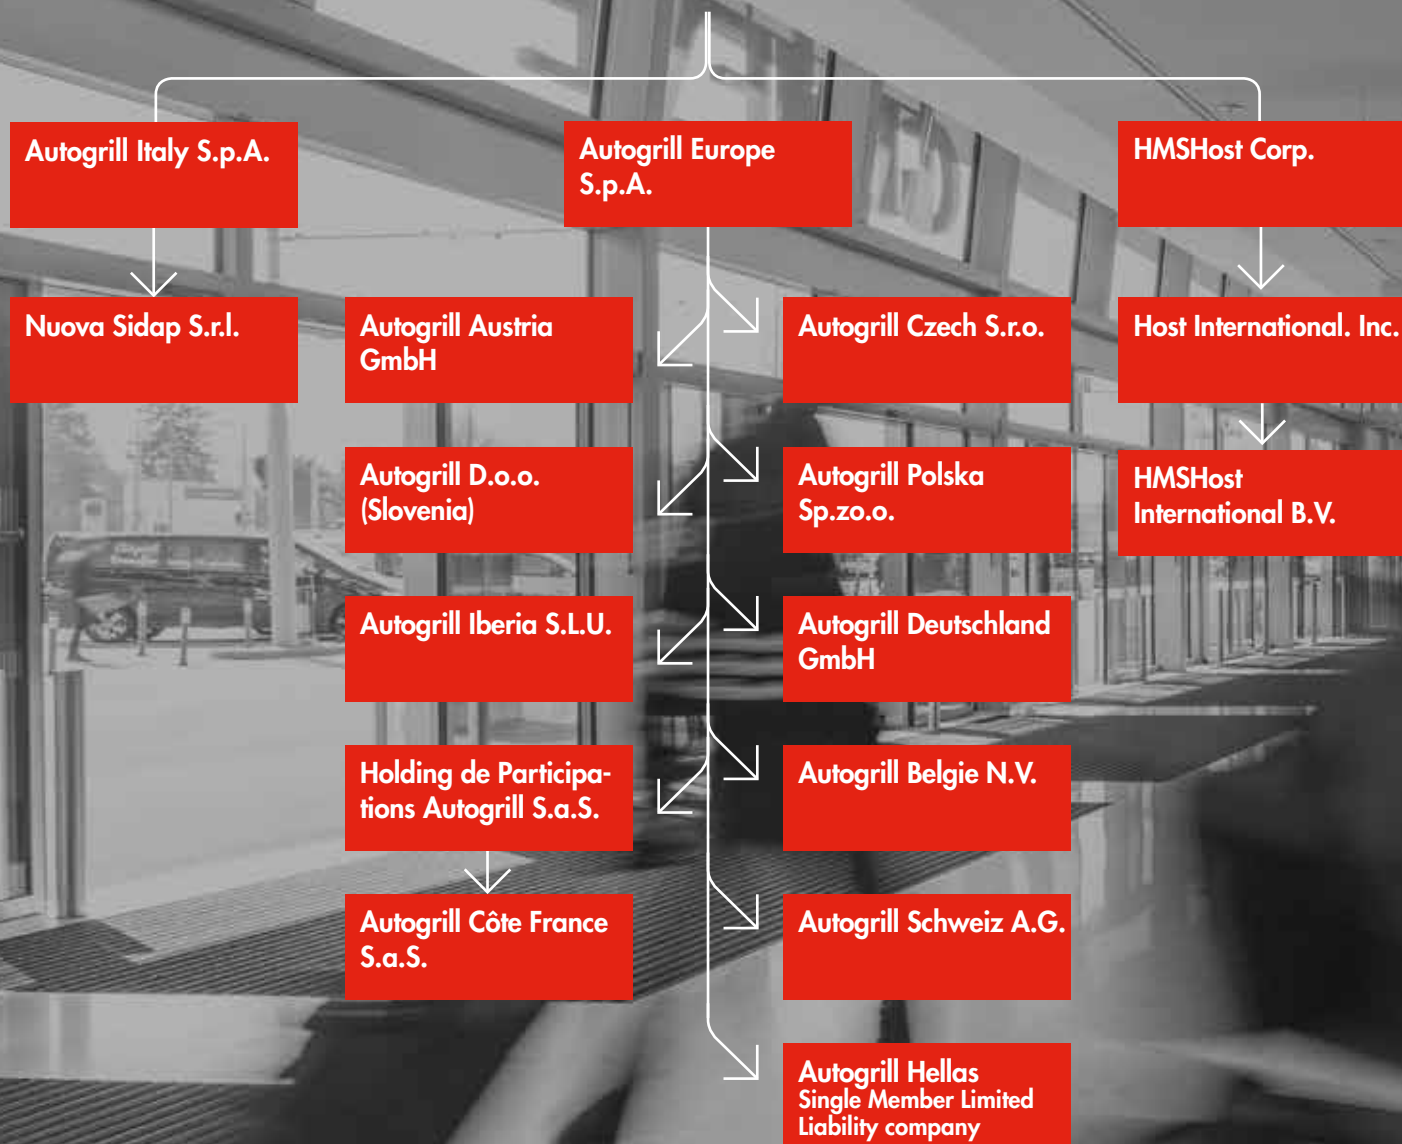 Autogrill Italy S.p.A.
Autogrill Europe
S.p.A.
HMSHost Corp.
Nuova Sidap S.r.l.
Autogrill Austria
GmbH
Autogrill Czech S.r.o.
Host International. Inc.
Autogrill D.o.o.
(Slovenia)
Autogrill Polska
Sp.zo.o.
HMSHost
International B.V.
Autogrill Iberia S.L.U.
Autogrill Deutschland
GmbH
Holding de Participa-
tions Autogrill S.a.S.
Autogrill Belgie N.V.
Autogrill Côte France
S.a.S.
Autogrill Schweiz A.G.
Autogrill Hellas
Single Member Limited
Liability company